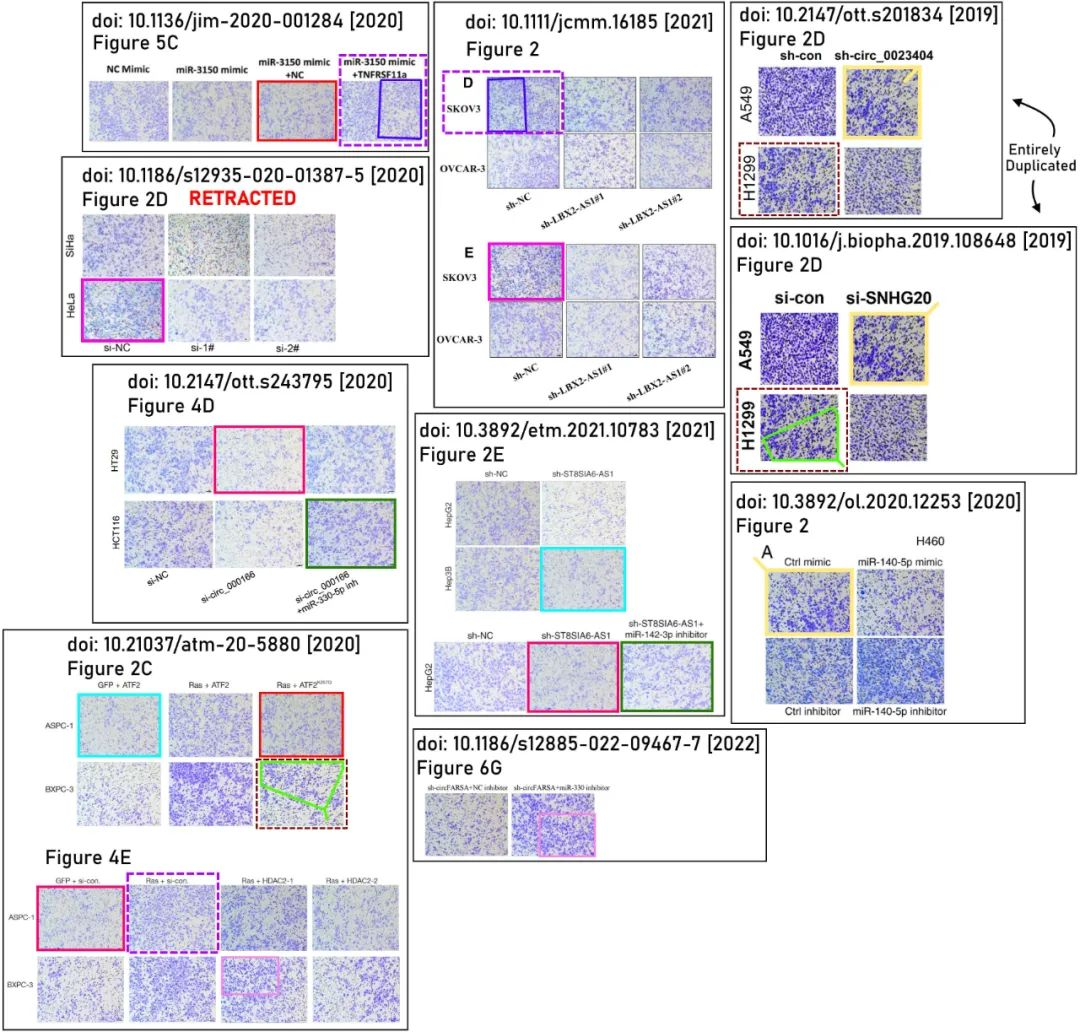 doi: 10.1136/jim-2020-001284 [2020]
Figure 5C
NC Mimic
miR-3150 mimic
miR-3150 mimic
+NC
miR-3150 mimic
+TNFRSF11a
doi: 10.1186/s12935-020-01387-5 [2020]
Figure 2D RETRACTED
SiHa
HeLa
si-NC
si-1#
si-2#
doi: 10.1111/jcmm.16185 [2021]
Figure 2
D
SKOV3
OVCAR-3
sh-NC
sh-LBX2-AS1#1
sh-LBX2-AS1#2
E
SKOV3
OVCAR-3
sh-NC
sh-LBX2-AS1#1
sh-LBX2-AS1#2
doi: 10.2147/ott.s201834 [2019]
Figure 2D
sh-con
sh-circ_0023404
A549
H1299
Entirely
Duplicated
doi: 10.1016/j.biopha.2019.108648 [2019]
Figure 2D
si-con
si-SNHG20
A549
H1299
doi: 10.2147/ott.s243795 [2020]
Figure 4D
HT29
HCT116
si-NC
si-circ_000166
si-circ_000166
+miR-330-5p inh
doi: 10.3892/etm.2021.10783 [2021]
Figure 2E
sh-NC
sh-ST8SIA6-AS1
HepG2
Hep3B
sh-NC
sh-ST8SIA6-AS1
sh-ST8SIA6-AS1+
miR-142-3p inhibitor
HepG2
doi: 10.3892/ol.2020.12253 [2020]
Figure 2
A
H460
Ctrl mimic
miR-140-5p mimic
Ctrl inhibitor
miR-140-5p inhibitor
doi: 10.21037/atm-20-5880 [2020]
Figure 2C
GFP + ATF2
Ras + ATF2
Ras + ATF2
ASPC-1
BXPC-3
Figure 4E
GFP + si-con.
Ras + si-con.
Ras + HDAC2-1
Ras + HDAC2-2
ASPC-1
BXPC-3
doi: 10.1186/s12885-022-09467-7 [2022]
Figure 6G
sh-circFARSA+NC inhibitor
sh-circFARSA+miR-330 inhibitor